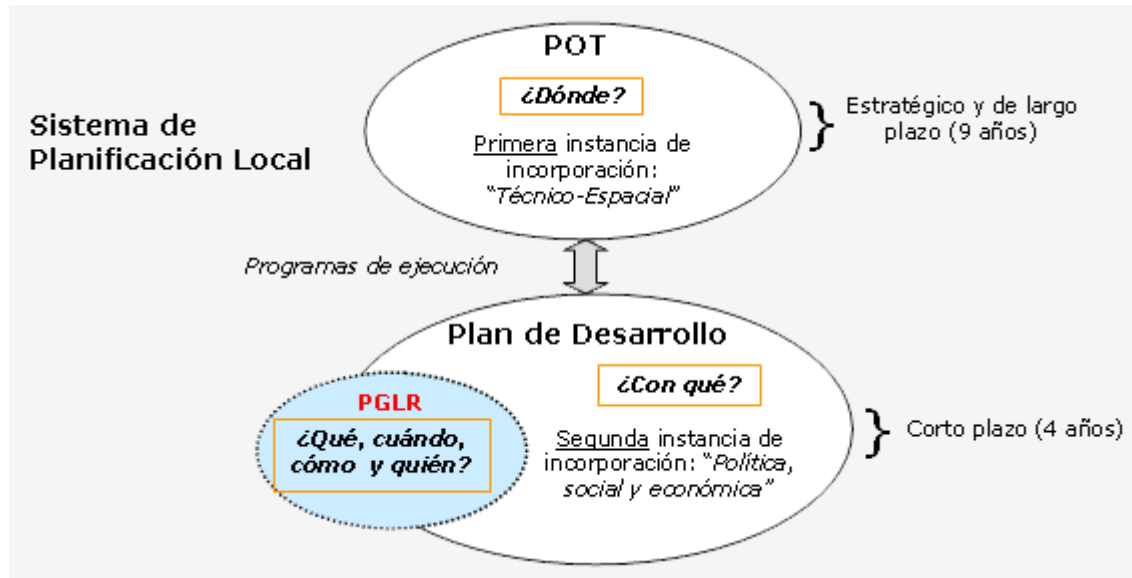 Sistema de
Planificación Local
POT
¿Dónde?
Primera instancia de
incorporación:
“Técnico-Espacial”
Estratégico y de largo
plazo (9 años)
Programas de ejecución
Plan de Desarrollo
¿Con qué?
Segunda instancia de
incorporación: “Política,
social y económica”
PGLR
¿Qué, cuándo,
cómo y quién?
Corto plazo (4 años)